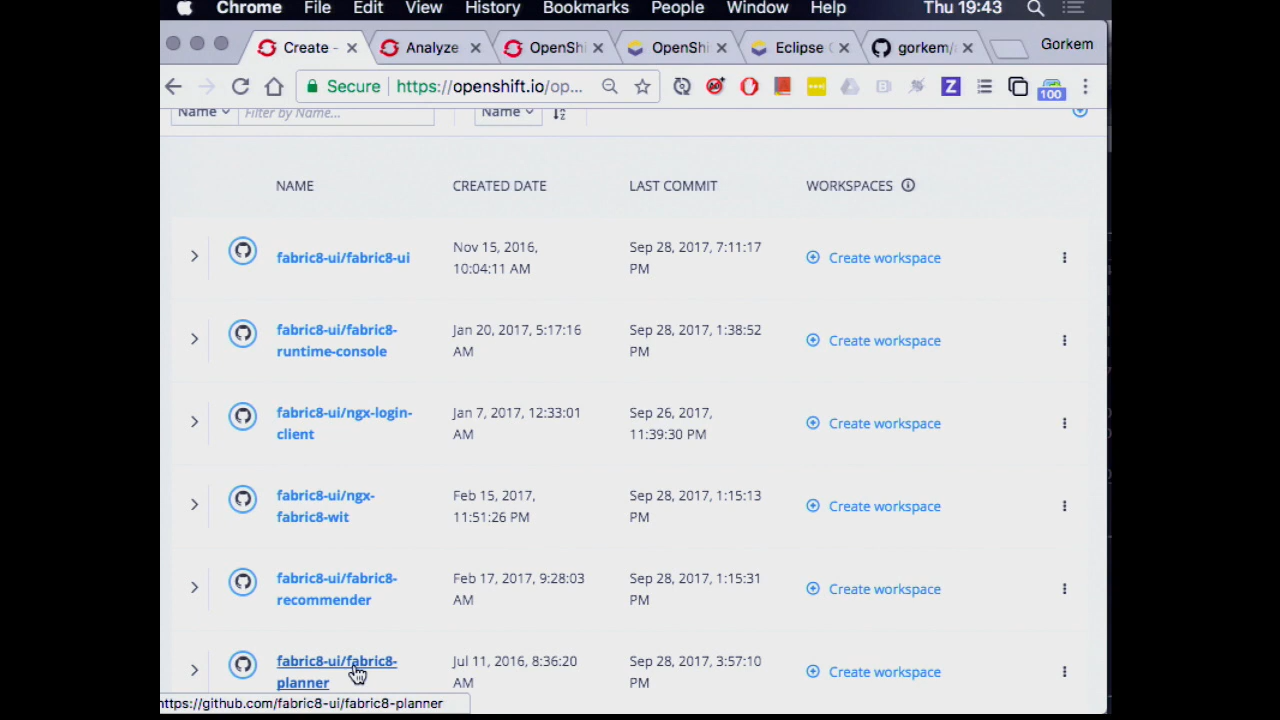 Chrome File Edit View History Bookmarks People Window Help Thu 19:43
Create - Analyze OpenShi OpenShi Eclipse gorkem/ Gorkem
Secure https://openshift.io/op... 100
Name Filter by Name... Name
NAME CREATED DATE LAST COMMIT WORKSPACES
fabric8-ui/fabric8-ui Nov 15, 2016, Sep 28, 2017, 7:11:17 Create workspace
10:04:11 AM PM
fabric8-ui/fabric8- Jan 20, 2017, 5:17:16 Sep 28, 2017, 1:38:52 Create workspace
runtime-console AM PM
fabric8-ui/ngx-login- Jan 7, 2017, 12:33:01 Sep 26, 2017, Create workspace
client AM 11:39:30 PM
fabric8-ui/ngx- Feb 15, 2017, Sep 28, 2017, 1:15:13 Create workspace
fabric8-wit 11:51:26 PM PM
fabric8-ui/fabric8- Feb 17, 2017, 9:28:03 Sep 28, 2017, 1:15:31 Create workspace
recommender AM PM
fabric8-ui/fabric8- Jul 11, 2016, 8:36:20 Sep 28, 2017, 3:57:10 Create workspace
planner AM PM
https://github.com/fabric8-ui/fabric8-planner